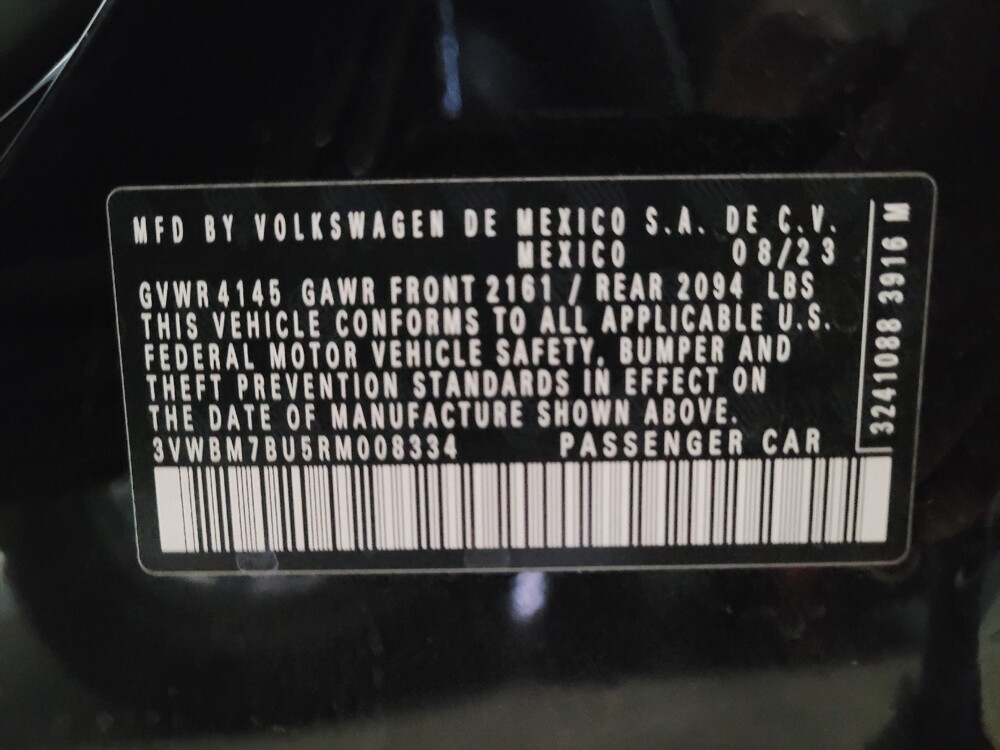 MFD BY VOLKSWAGEN DE MEXICO S.A. DE C.V.
MEXICO 08/23
GVWR 4145 GAWR FRONT 2161 / REAR 2094 LBS
THIS VEHICLE CONFORMS TO ALL APPLICABLE U.S.
FEDERAL MOTOR VEHICLE SAFETY, BUMPER AND
THEFT PREVENTION STANDARDS IN EFFECT ON
THE DATE OF MANUFACTURE SHOWN ABOVE.
3VWBM7BU5RM008334 PASSENGER CAR
3241088 3916 M